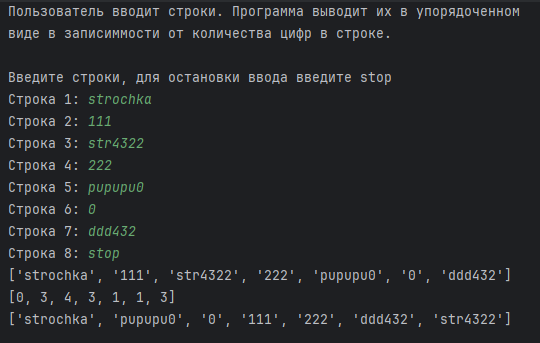 Пользователь вводит строки. Программа выводит их в упорядоченном
виде в записиммости от количества цифр в строке.
Введите строки, для остановки ввода введите stop
Строка 1: strochka
Строка 2: 111
Строка 3: str4322
Строка 4: 222
Строка 5: pupupu0
Строка 6: 0
Строка 7: ddd432
Строка 8: stop
['strochka', '111', 'str4322', '222', 'pupupu0', '0', 'ddd432']
[0, 3, 4, 3, 1, 1, 3]
['strochka', 'pupupu0', '0', '111', '222', 'ddd432', 'str4322']